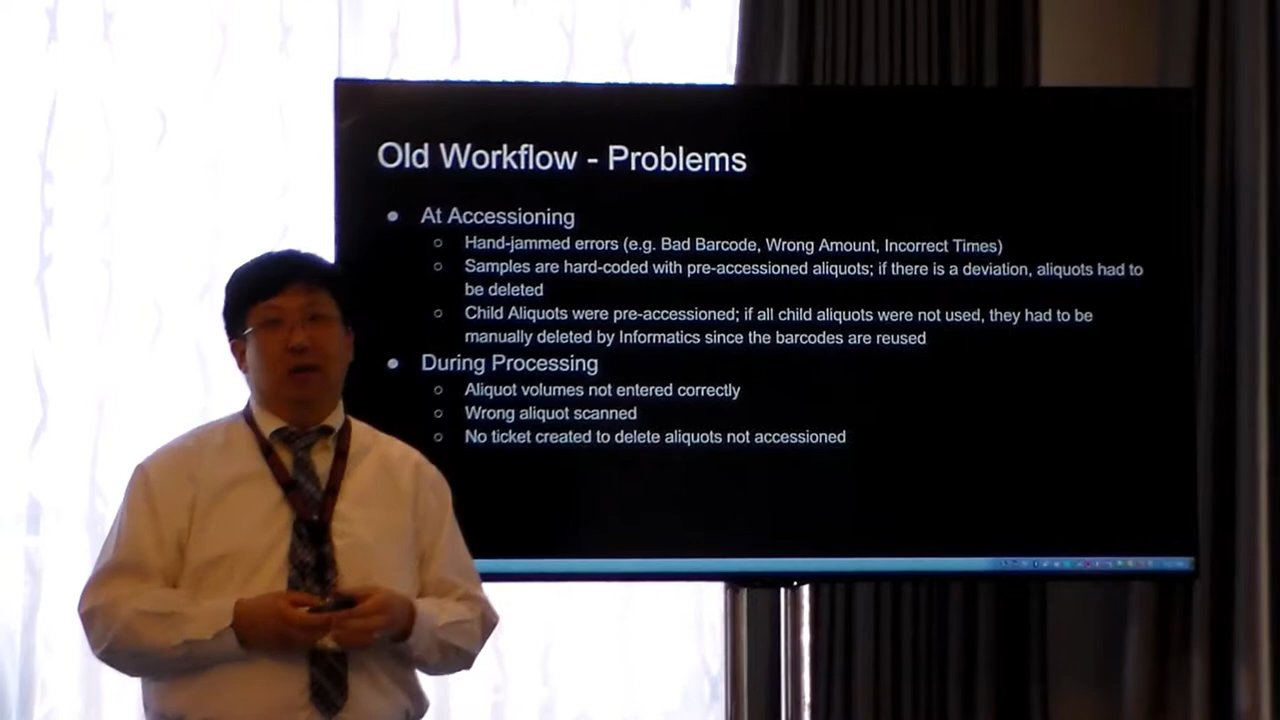 Old Workflow - Problems
● At Accessioning
○ Hand-jammed errors (e.g. Bad Barcode, Wrong Amount, Incorrect Times)
○ Samples are hard-coded with pre-accessioned aliquots; if there is a deviation, aliquots had to
be deleted
○ Child Aliquots were pre-accessioned; if all child aliquots were not used, they had to be
manually deleted by Informatics since the barcodes are reused
● During Processing
○ Aliquot volumes not entered correctly
○ Wrong aliquot scanned
○ No ticket created to delete aliquots not accessioned